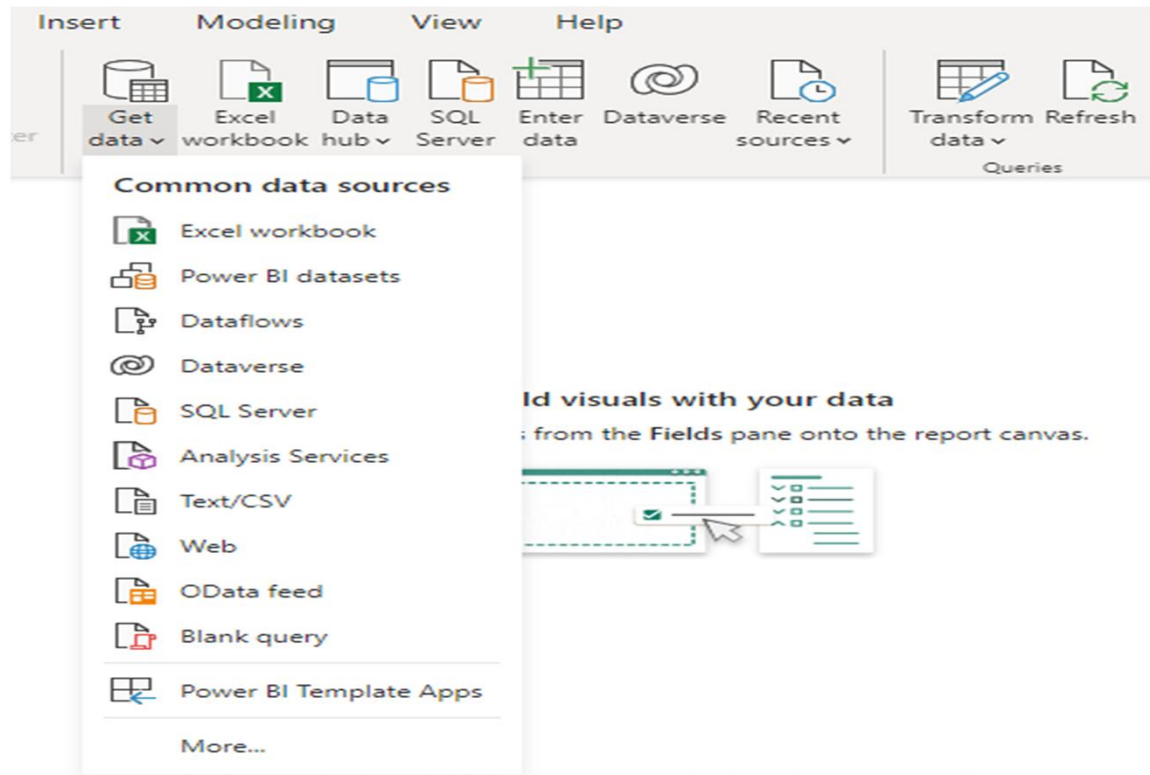 Insert Modeling View Help
Get data Excel workbook Data hub SQL Server Enter data Dataverse Recent sources Transform data Refresh
Queries
Common data sources
Excel workbook
Power BI datasets
Dataflows
Dataverse
SQL Server
Analysis Services
Text/CSV
Web
OData feed
Blank query
Power BI Template Apps
More...
visuals with your data
from the Fields pane onto the report canvas.